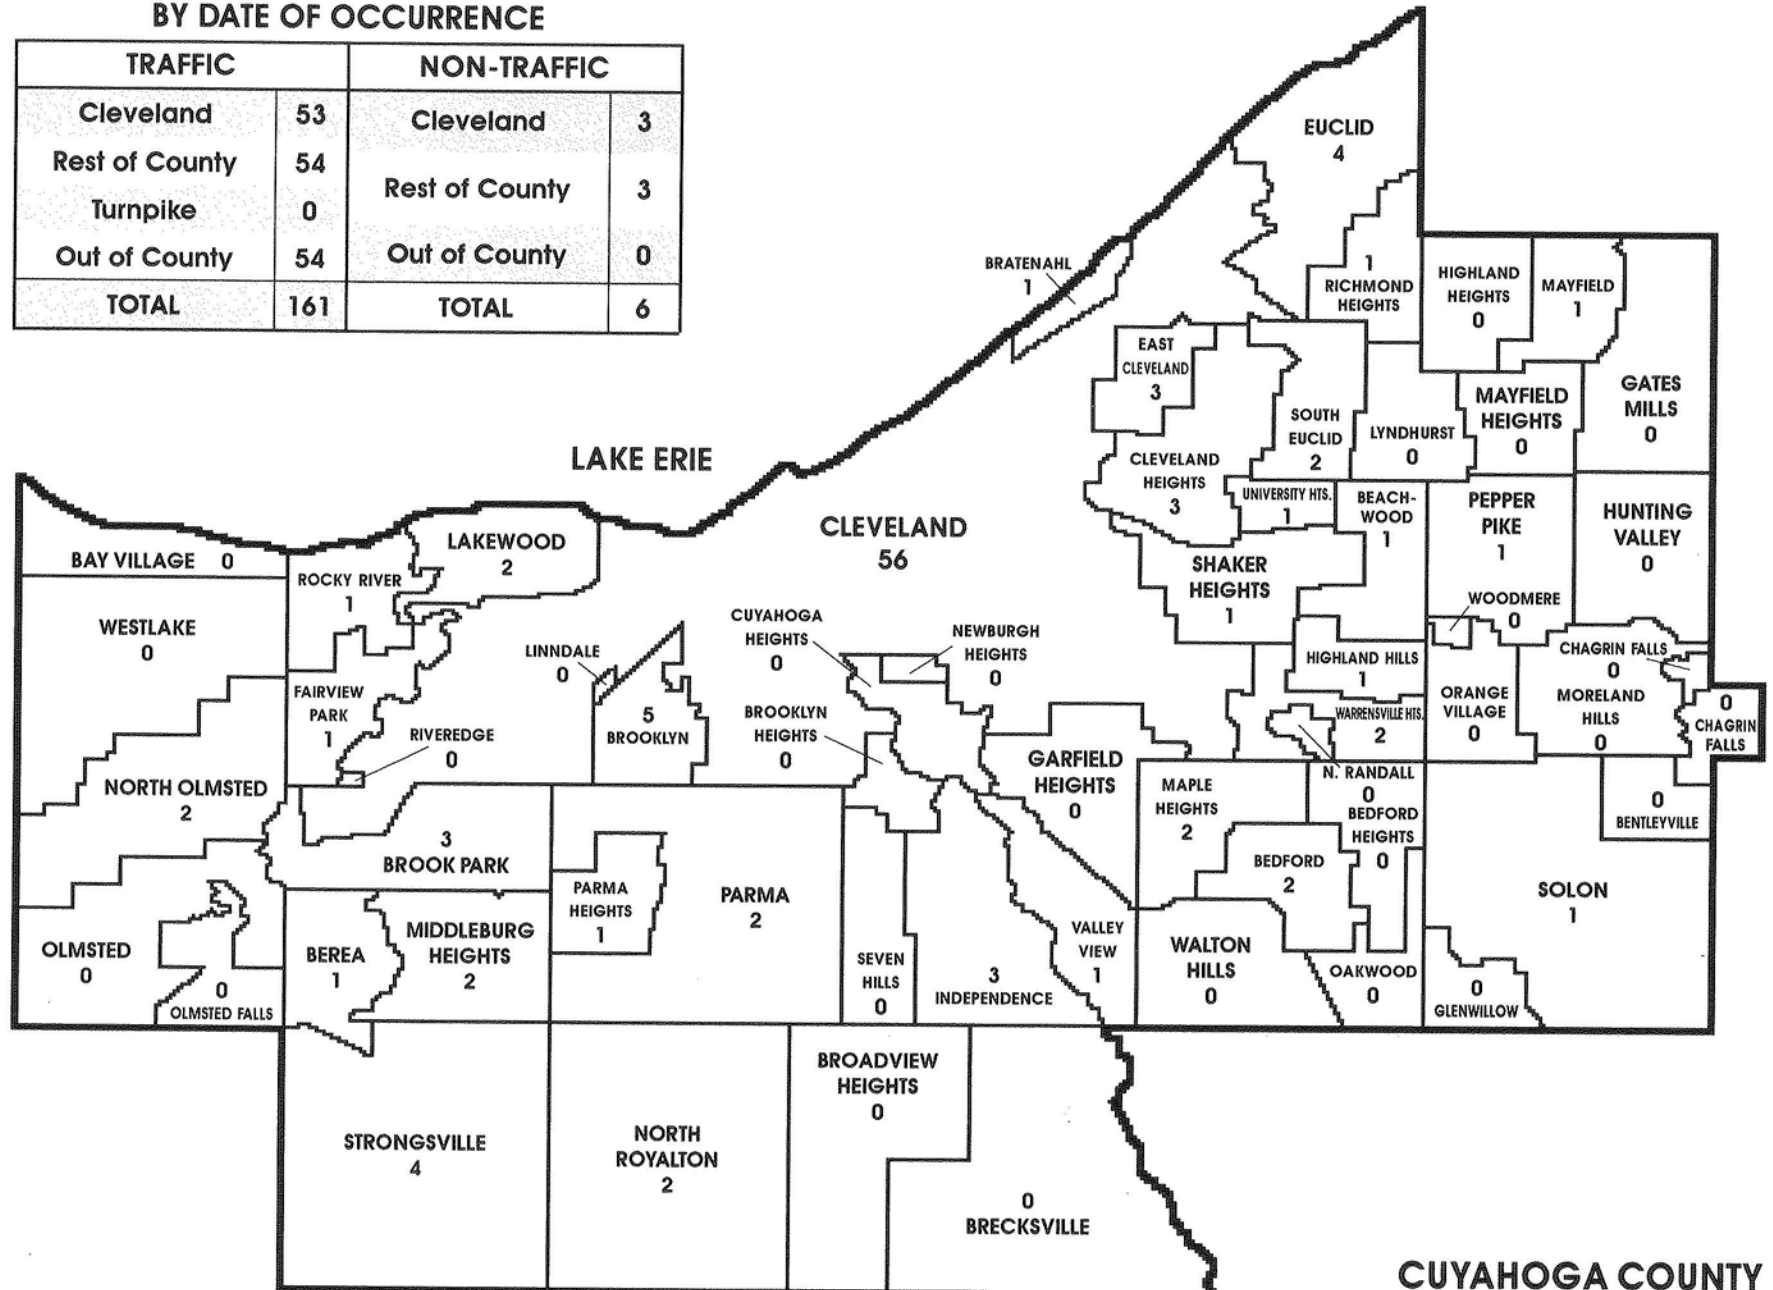 BY DATE OF OCCURRENCE
TRAFFIC
NON-TRAFFIC
Cleveland 53
Rest of County 54
Turnpike 0
Out of County 54
TOTAL 161
Cleveland 3
Rest of County 3
Out of County 0
TOTAL 6
EUCLID
4
BRATENAHL
1
1
RICHMOND
HEIGHTS
HIGHLAND
HEIGHTS
0
MAYFIELD
1
EAST
CLEVELAND
3
SOUTH
EUCLID
2
LYNDHURST
0
MAYFIELD
HEIGHTS
0
GATES
MILLS
0
LAKE ERIE
CLEVELAND
HEIGHTS
3
UNIVERSITY HTS.
1
BEACH-
WOOD
1
PEPPER
PIKE
1
HUNTING
VALLEY
0
CLEVELAND
56
BAY VILLAGE 0
LAKEWOOD
2
ROCKY RIVER
1
SHAKER
HEIGHTS
1
WOODMERE
0
WESTLAKE
0
CUYAHOGA
HEIGHTS
0
NEWBURGH
HEIGHTS
0
LINNDALE
0
HIGHLAND HILLS
1
CHAGRIN FALLS
0
MORELAND
HILLS
0
FAIRVIEW
PARK
1
RIVEREDGE
0
5
BROOKLYN
BROOKLYN
HEIGHTS
0
WARRENSVILLE HTS.
2
ORANGE
VILLAGE
0
0
CHAGRIN
FALLS
NORTH OLMSTED
2
GARFIELD
HEIGHTS
0
MAPLE
HEIGHTS
2
N. RANDALL
0
BEDFORD
HEIGHTS
0
0
BENTLEYVILLE
3
BROOK PARK
PARMA
HEIGHTS
1
PARMA
2
BEDFORD
2
SOLON
1
OLMSTED
0
0
OLMSTED FALLS
BEREA
1
MIDDLEBURG
HEIGHTS
2
SEVEN
HILLS
0
3
INDEPENDENCE
VALLEY
VIEW
1
WALTON
HILLS
0
OAKWOOD
0
0
GLENWILLOW
STRONGSVILLE
4
NORTH
ROYALTON
2
BROADVIEW
HEIGHTS
0
0
BRECKSVILLE
CUYAHOGA COUNTY